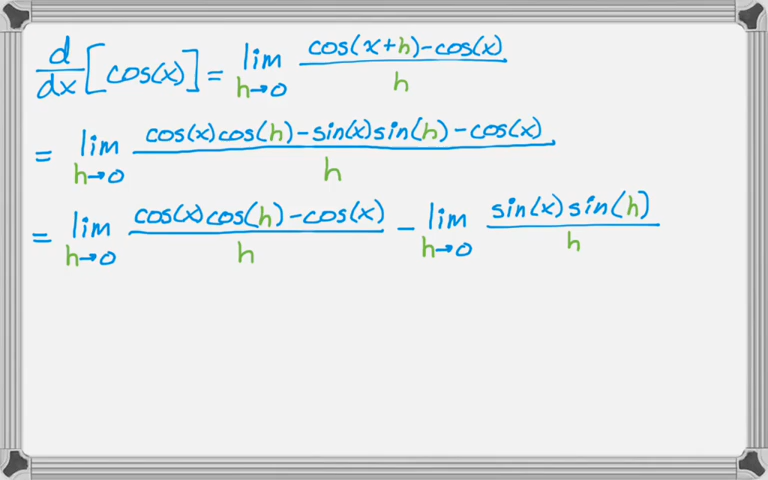 d/dx [cos(x)] = lim h→0 cos(x+h)-cos(x) / h
= lim h→0 cos(x)cos(h)-sin(x)sin(h)-cos(x) / h
= lim h→0 cos(x)cos(h)-cos(x) / h - lim h→0 sin(x)sin(h) / h